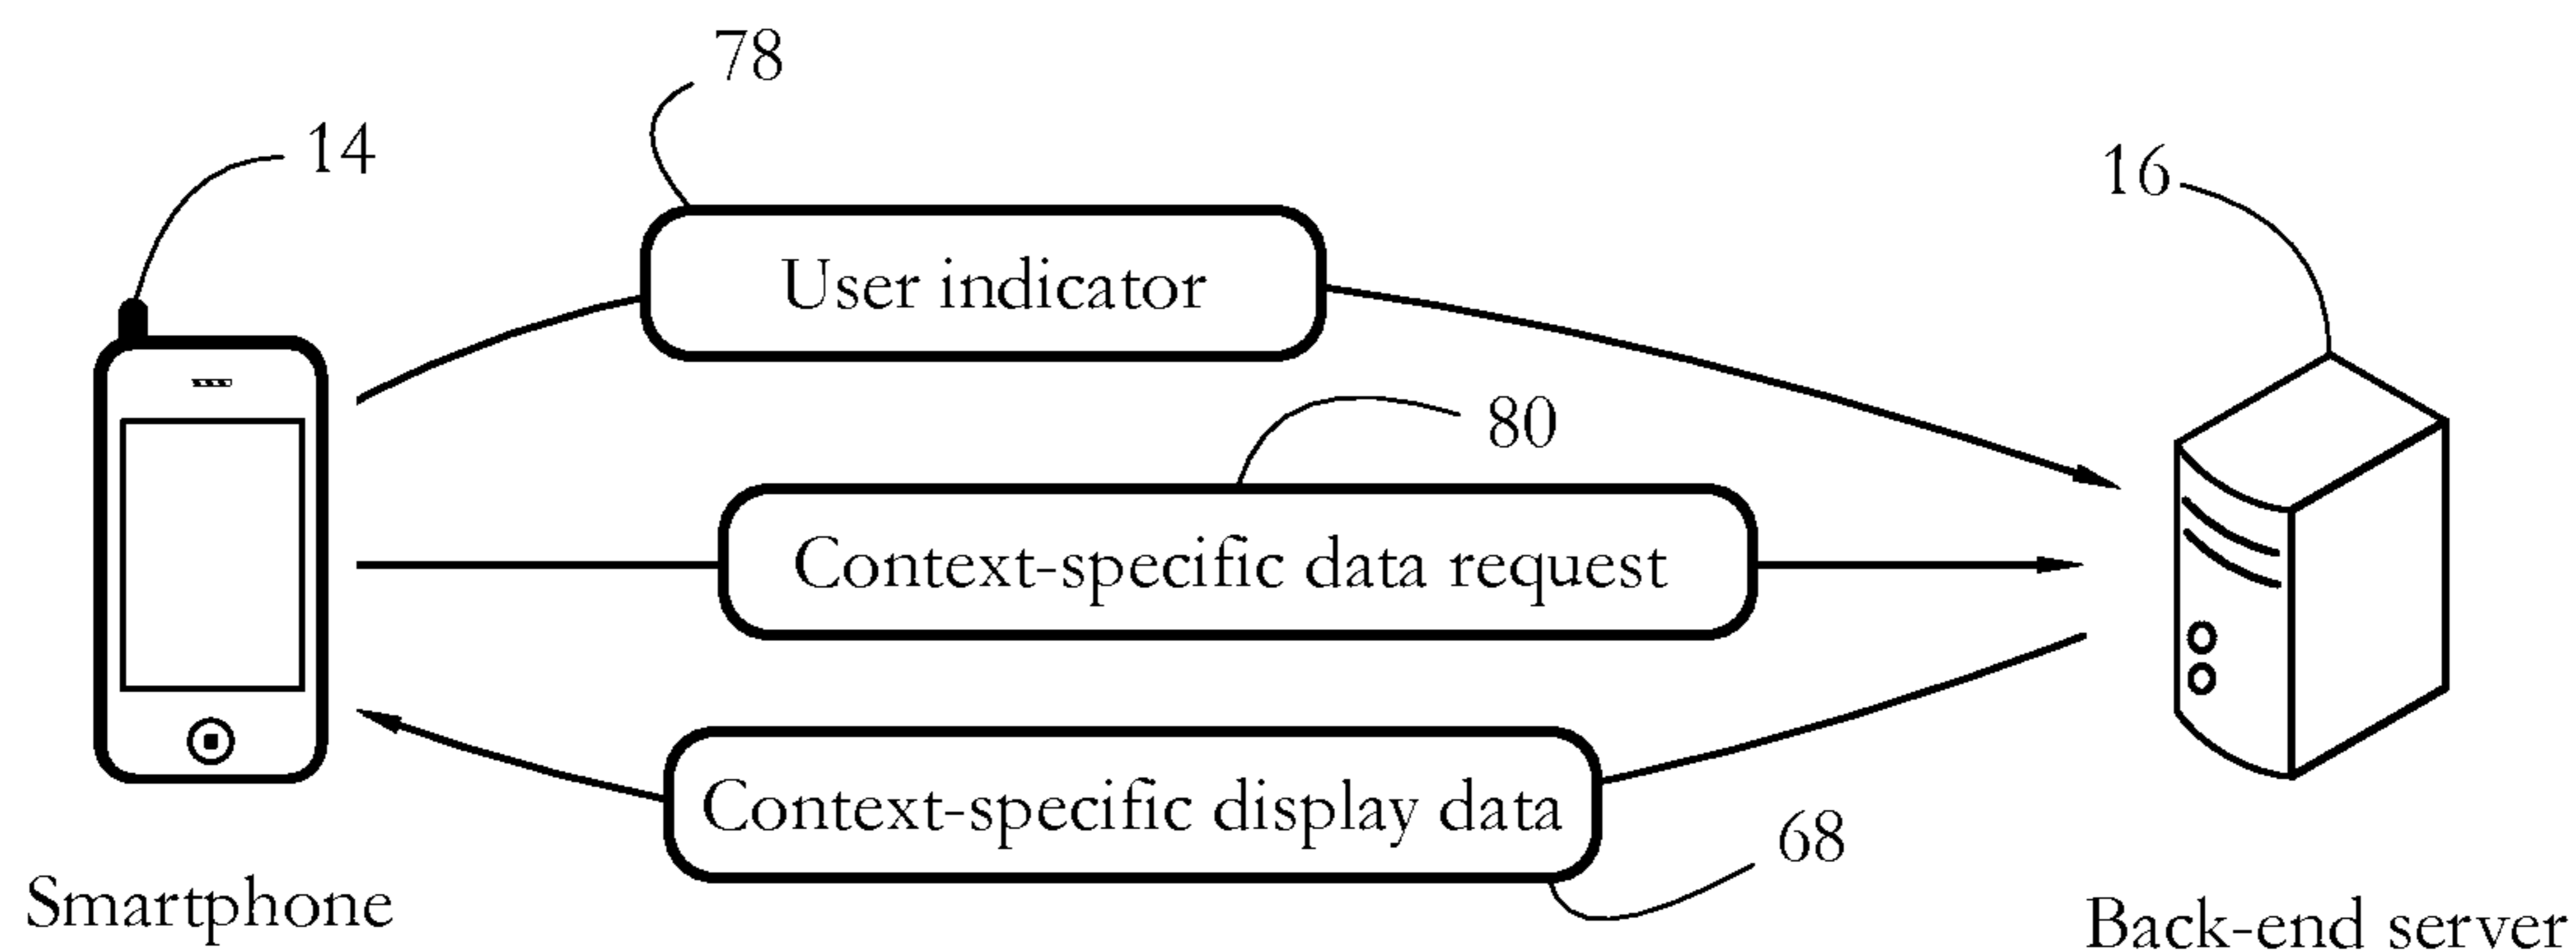 78
14
16
User indicator
80
Context-specific data request
Context-specific display data
68
Smartphone
Back-end server